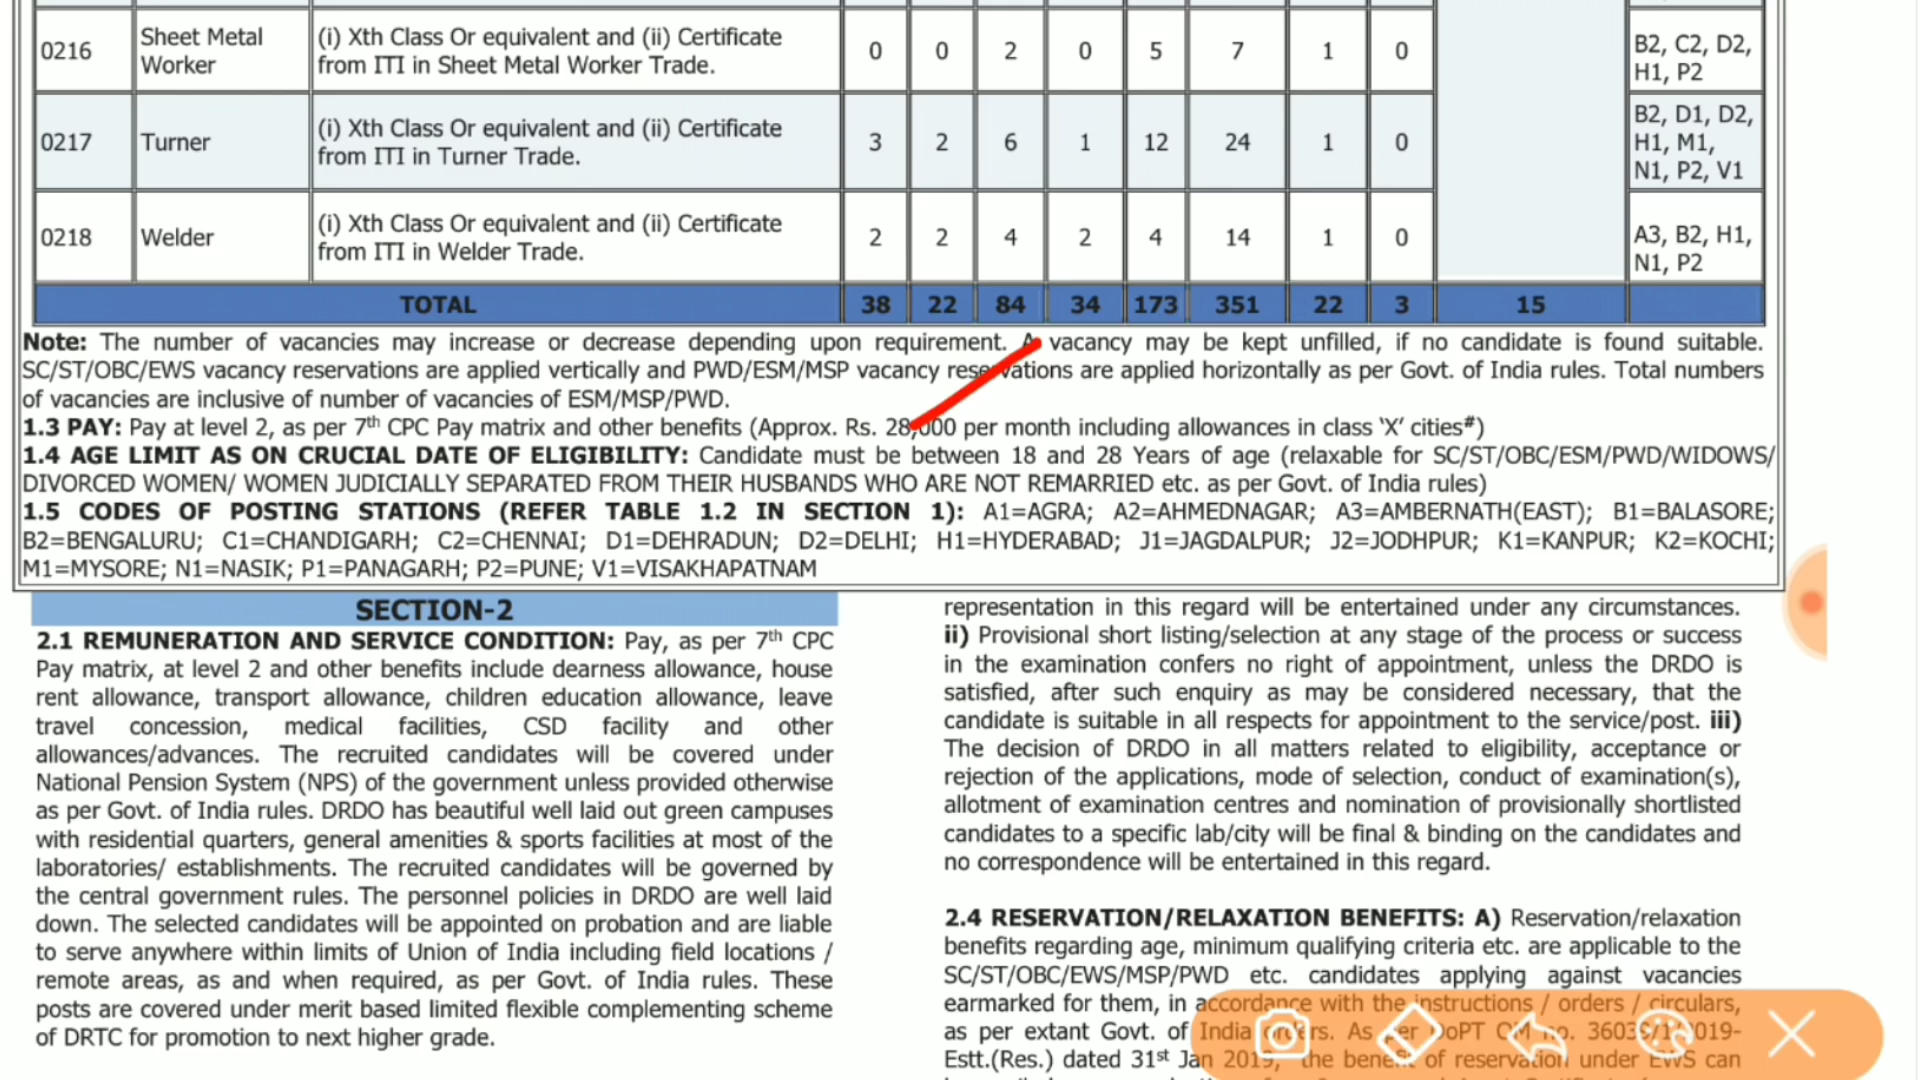 0216 Sheet Metal Worker (i) Xth Class Or equivalent and (ii) Certificate from ITI in Sheet Metal Worker Trade. 0 0 2 0 5 7 1 0 B2, C2, D2, H1, P2
0217 Turner (i) Xth Class Or equivalent and (ii) Certificate from ITI in Turner Trade. 3 2 6 1 12 24 1 0 B2, D1, D2, H1, M1, N1, P2, V1
0218 Welder (i) Xth Class Or equivalent and (ii) Certificate from ITI in Welder Trade. 2 2 4 2 4 14 1 0 A3, B2, H1, N1, P2
TOTAL 38 22 84 34 173 351 22 3 15
Note: The number of vacancies may increase or decrease depending upon requirement. A vacancy may be kept unfilled, if no candidate is found suitable.
SC/ST/OBC/EWS vacancy reservations are applied vertically and PWD/ESM/MSP vacancy reservations are applied horizontally as per Govt. of India rules. Total numbers
of vacancies are inclusive of number of vacancies of ESM/MSP/PWD.
1.3 PAY: Pay at level 2, as per 7th CPC Pay matrix and other benefits (Approx. Rs. 28,000 per month including allowances in class ‘X’ cities#)
1.4 AGE LIMIT AS ON CRUCIAL DATE OF ELIGIBILITY: Candidate must be between 18 and 28 Years of age (relaxable for SC/ST/OBC/ESM/PWD/WIDOWS/
DIVORCED WOMEN/ WOMEN JUDICIALLY SEPARATED FROM THEIR HUSBANDS WHO ARE NOT REMARRIED etc. as per Govt. of India rules)
1.5 CODES OF POSTING STATIONS (REFER TABLE 1.2 IN SECTION 1): A1=AGRA; A2=AHMEDNAGAR; A3=AMBERNATH(EAST); B1=BALASORE;
B2=BENGALURU; C1=CHANDIGARH; C2=CHENNAI; D1=DEHRADUN; D2=DELHI; H1=HYDERABAD; J1=JAGDALPUR; J2=JODHPUR; K1=KANPUR; K2=KOCHI;
M1=MYSORE; N1=NASIK; P1=PANAGARH; P2=PUNE; V1=VISAKHAPATNAM
SECTION-2
2.1 REMUNERATION AND SERVICE CONDITION: Pay, as per 7th CPC
Pay matrix, at level 2 and other benefits include dearness allowance, house
rent allowance, transport allowance, children education allowance, leave
travel concession, medical facilities, CSD facility and other
allowances/advances. The recruited candidates will be covered under
National Pension System (NPS) of the government unless provided otherwise
as per Govt. of India rules. DRDO has beautiful well laid out green campuses
with residential quarters, general amenities & sports facilities at most of the
laboratories/ establishments. The recruited candidates will be governed by
the central government rules. The personnel policies in DRDO are well laid
down. The selected candidates will be appointed on probation and are liable
to serve anywhere within limits of Union of India including field locations /
remote areas, as and when required, as per Govt. of India rules. These
posts are covered under merit based limited flexible complementing scheme
of DRTC for promotion to next higher grade.
representation in this regard will be entertained under any circumstances.
ii) Provisional short listing/selection at any stage of the process or success
in the examination confers no right of appointment, unless the DRDO is
satisfied, after such enquiry as may be considered necessary, that the
candidate is suitable in all respects for appointment to the service/post. iii)
The decision of DRDO in all matters related to eligibility, acceptance or
rejection of the applications, mode of selection, conduct of examination(s),
allotment of examination centres and nomination of provisionally shortlisted
candidates to a specific lab/city will be final & binding on the candidates and
no correspondence will be entertained in this regard.
2.4 RESERVATION/RELAXATION BENEFITS: A) Reservation/relaxation
benefits regarding age, minimum qualifying criteria etc. are applicable to the
SC/ST/OBC/EWS/MSP/PWD etc. candidates applying against vacancies
earmarked for them, in accordance with the instructions / orders / circulars,
as per extant Govt. of India orders. As per DoPT OM no.
Estt.(Res.) dated 31st Jan 2019, the benefit of reservation under EWS can